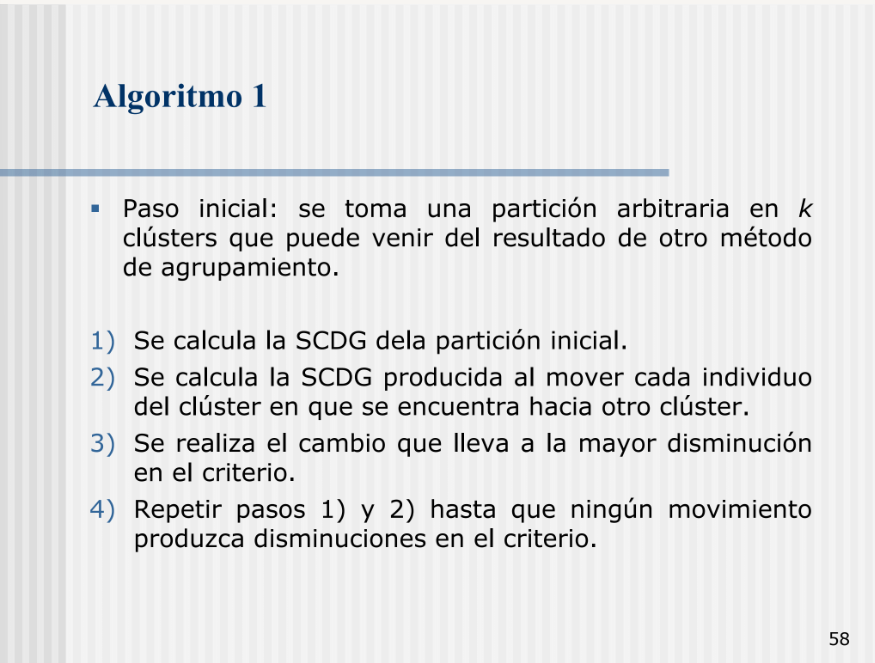 Algoritmo 1
▪ Paso inicial: se toma una partición arbitraria en k
clústers que puede venir del resultado de otro método
de agrupamiento.
1) Se calcula la SCDG dela partición inicial.
2) Se calcula la SCDG producida al mover cada individuo
del clúster en que se encuentra hacia otro clúster.
3) Se realiza el cambio que lleva a la mayor disminución
en el criterio.
4) Repetir pasos 1) y 2) hasta que ningún movimiento
produzca disminuciones en el criterio.
58